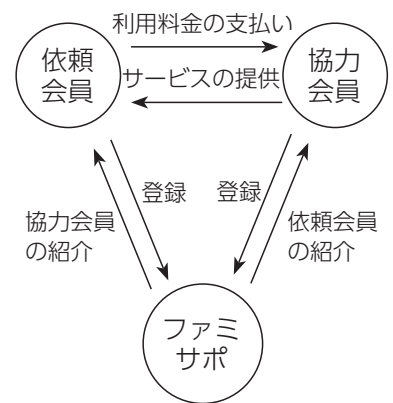 利用料金の支払い
依頼
会員
協力
会員
サービスの提供
登録
登録
協力会員
の紹介
依頼会員
の紹介
ファミ
サポ